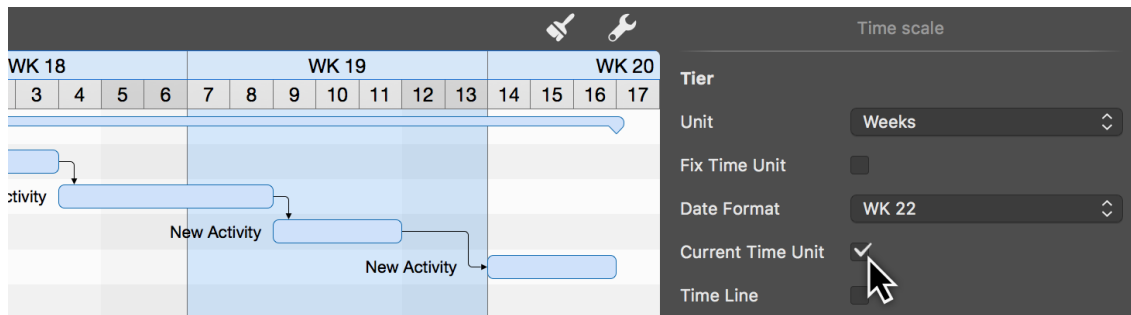 Time scale
WK 18 WK 19 WK 20
3 4 5 6 7 8 9 10 11 12 13 14 15 16 17
Tier
Unit Weeks
Fix Time Unit
ctivity
Date Format WK 22
New Activity
Current Time Unit
New Activity
Time Line